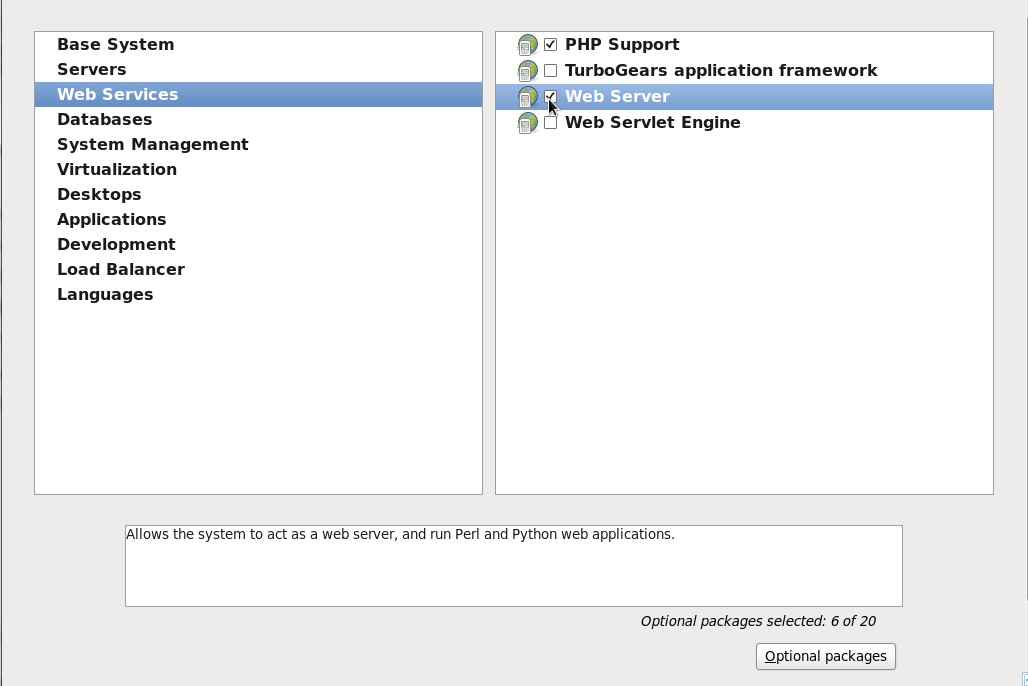 Base System
Servers
Web Services
Databases
System Management
Virtualization
Desktops
Applications
Development
Load Balancer
Languages
PHP Support
TurboGears application framework
Web Server
Web Servlet Engine
Allows the system to act as a web server, and run Perl and Python web applications.
Optional packages selected: 6 of 20
Optional packages